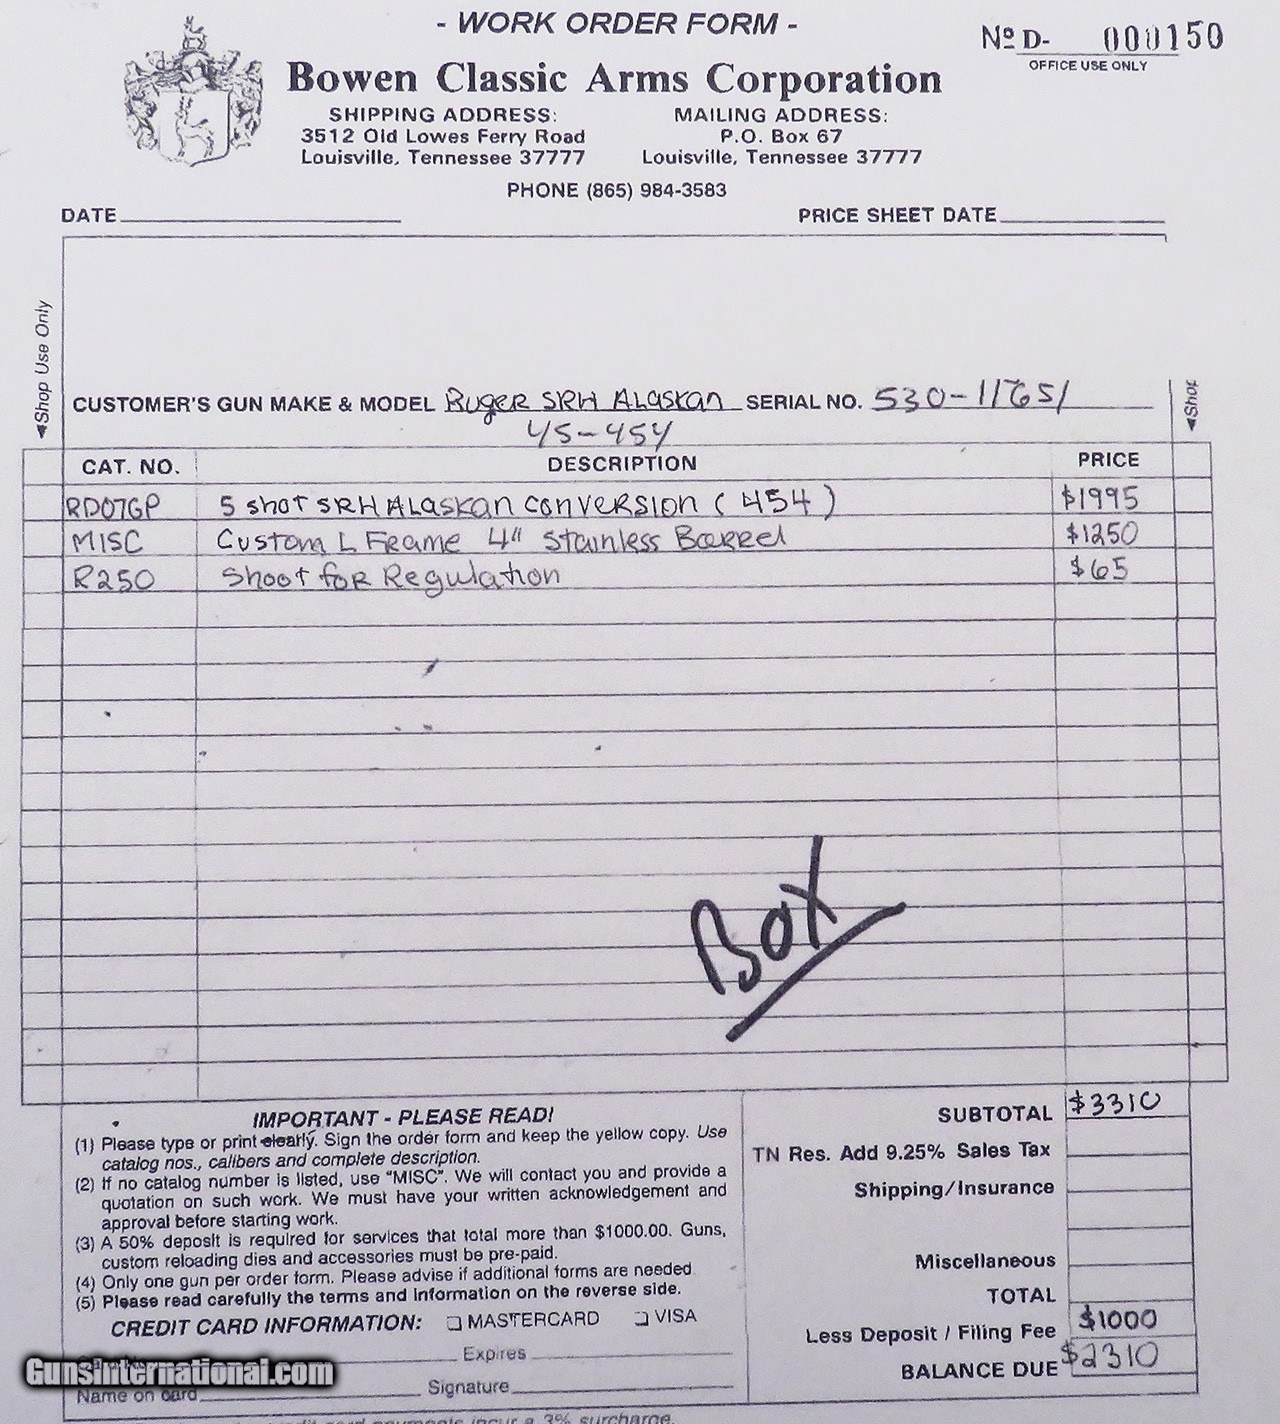 - WORK ORDER FORM -
Nº D- 000150
OFFICE USE ONLY
Bowen Classic Arms Corporation
SHIPPING ADDRESS: MAILING ADDRESS:
3512 Old Lowes Ferry Road P.O. Box 67
Louisville, Tennessee 37777 Louisville, Tennessee 37777
PHONE (865) 984-3583
DATE PRICE SHEET DATE
◄Shop Use Only
◄Shop
CUSTOMER'S GUN MAKE & MODEL Ruger SRH Alaskan SERIAL NO. 530-11651
45-454
CAT. NO. DESCRIPTION PRICE
RD07GP 5 shot SRH Alaskan conversion (454) $1995
MISC Custom L Frame 4" Stainless Barrel $1250
R250 Shoot for Regulation $65
Box
IMPORTANT - PLEASE READ!
(1) Please type or print clearly. Sign the order form and keep the yellow copy. Use
catalog nos., calibers and complete description.
(2) If no catalog number is listed, use "MISC". We will contact you and provide a
quotation on such work. We must have your written acknowledgement and
approval before starting work.
(3) A 50% deposit is required for services that total more than $1000.00. Guns,
custom reloading dies and accessories must be pre-paid.
(4) Only one gun per order form. Please advise if additional forms are needed.
(5) Please read carefully the terms and information on the reverse side.
CREDIT CARD INFORMATION: ☐ MASTERCARD ☐ VISA
Expires
Name on card Signature
SUBTOTAL $3310
TN Res. Add 9.25% Sales Tax
Shipping/Insurance
Miscellaneous
TOTAL
Less Deposit / Filing Fee $1000
BALANCE DUE $2310
card payments incur a 3% surcharge.
GunsInternational.com